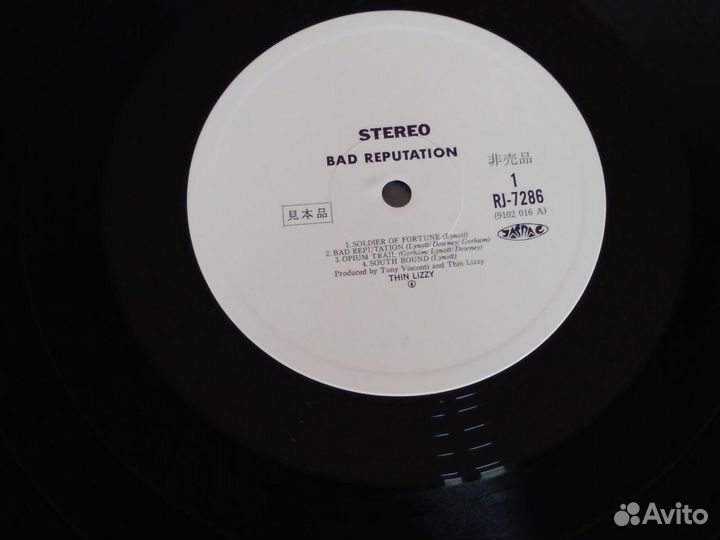 STEREO
BAD REPUTATION
非売品
1
RJ-7286
(9102 016 A)
JASRAC
見本品
1. SOLDIER OF FORTUNE (Lynott)
2. BAD REPUTATION (Lynott/Downey/Gorham)
3. OPIUM TRAIL (Gorham/Lynott/Downey)
4. SOUTH BOUND (Lynott)
Produced by Tony Visconti and Thin Lizzy
THIN LIZZY
④
Avito